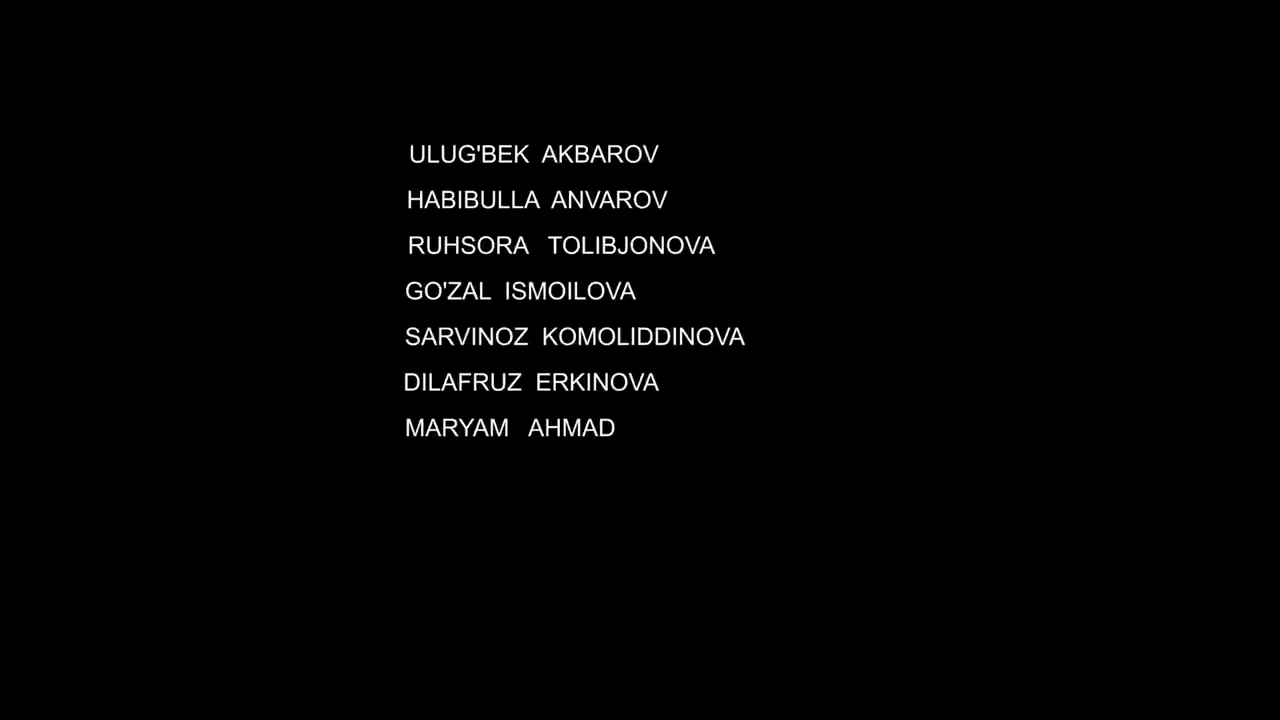 ULUG'BEK AKBAROV
HABIBULLA ANVAROV
RUHSORA TOLIBJONOVA
GO'ZAL ISMOILOVA
SARVINOZ KOMOLIDDINOVA
DILAFRUZ ERKINOVA
MARYAM AHMAD